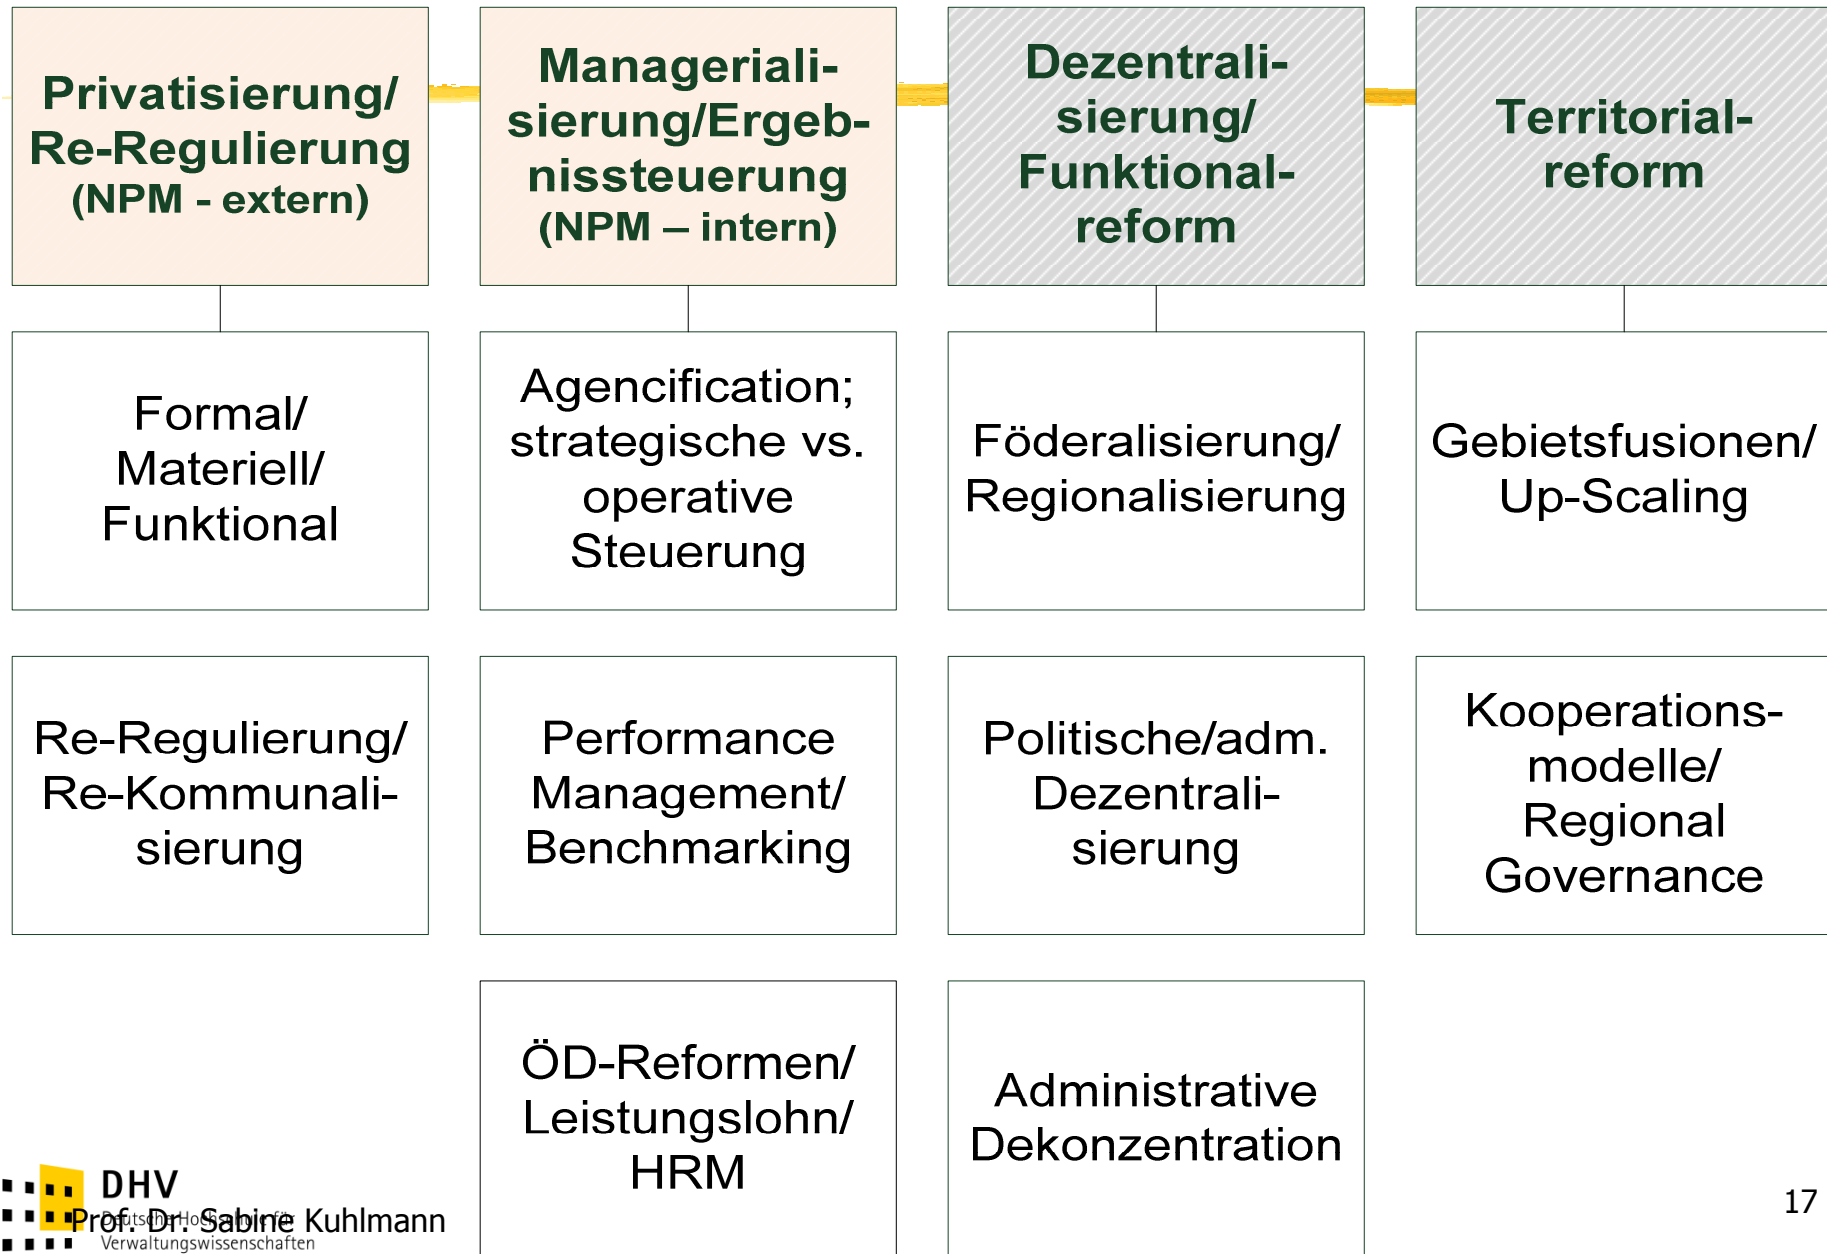 Privatisierung/
Re-Regulierung
(NPM - extern)
Manageriali-
sierung/Ergeb-
nissteuerung
(NPM – intern)
Dezentrali-
sierung/
Funktional-
reform
Territorial-
reform
Formal/
Materiell/
Funktional
Agencification;
strategische vs.
operative
Steuerung
Föderalisierung/
Regionalisierung
Gebietsfusionen/
Up-Scaling
Re-Regulierung/
Re-Kommunali-
sierung
Performance
Management/
Benchmarking
Politische/adm.
Dezentrali-
sierung
Kooperations-
modelle/
Regional
Governance
ÖD-Reformen/
Leistungslohn/
HRM
Administrative
Dekonzentration
DHV
Deutsche Hochschule für
Verwaltungswissenschaften
Prof. Dr. Sabine Kuhlmann
17